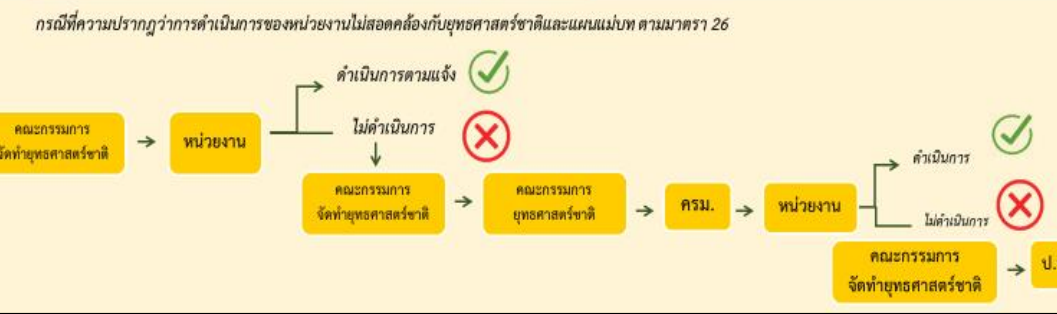 กรณีที่ความปรากฏว่าการดำเนินการของหน่วยงานไม่สอดคล้องกับยุทธศาสตร์ชาติและแผนแม่บท ตามมาตรา 26
ดำเนินการตามแจ้ง
คณะกรรมการ
จัดทำยุทธศาสตร์ชาติ
หน่วยงาน
ไม่ดำเนินการ
คณะกรรมการ
จัดทำยุทธศาสตร์ชาติ
คณะกรรมการ
ยุทธศาสตร์ชาติ
ครม.
หน่วยงาน
ดำเนินการ
ไม่ดำเนินการ
คณะกรรมการ
จัดทำยุทธศาสตร์ชาติ
ป.